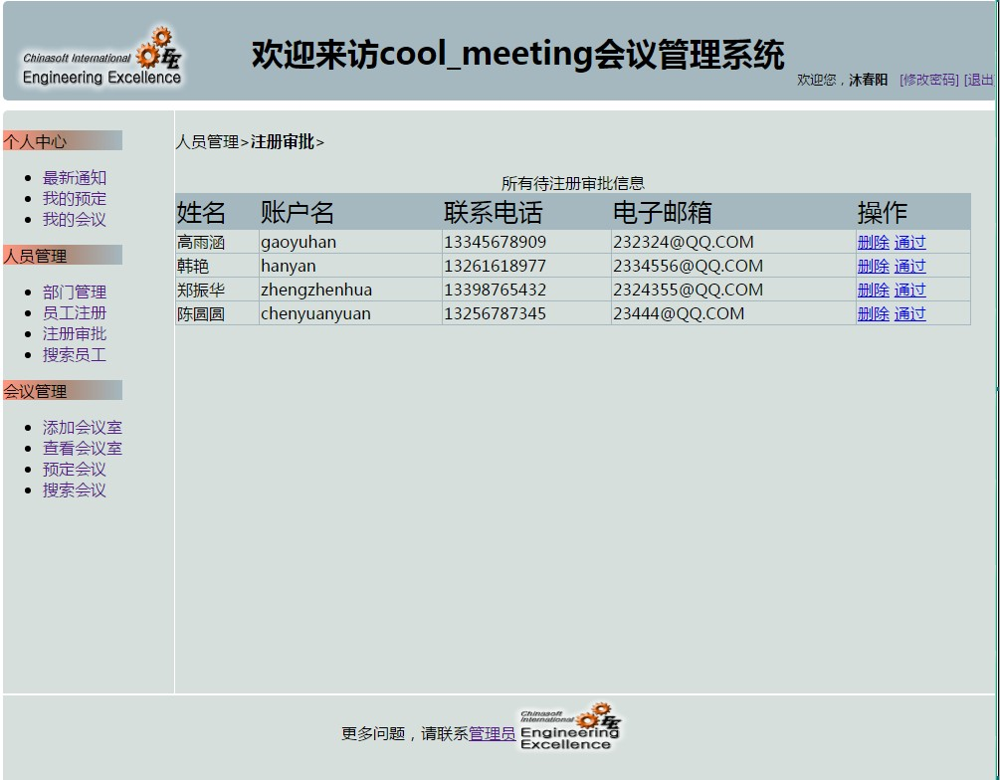 Chinasoft International
Engineering Excellence
欢迎来访cool_meeting会议管理系统
欢迎您，沐春阳 [修改密码] [退出
个人中心
最新通知
我的预定
我的会议
人员管理
部门管理
员工注册
注册审批
搜索员工
会议管理
添加会议室
查看会议室
预定会议
搜索会议
人员管理>注册审批>
所有待注册审批信息
姓名 账户名 联系电话 电子邮箱 操作
高雨涵 gaoyuhan 13345678909 232324@QQ.COM 删除 通过
韩艳 hanyan 13261618977 2334556@QQ.COM 删除 通过
郑振华 zhengzhenhua 13398765432 2324355@QQ.COM 删除 通过
陈圆圆 chenyuanyuan 13256787345 23444@QQ.COM 删除 通过
更多问题，请联系管理员
Chinasoft
International
Engineering
Excellence